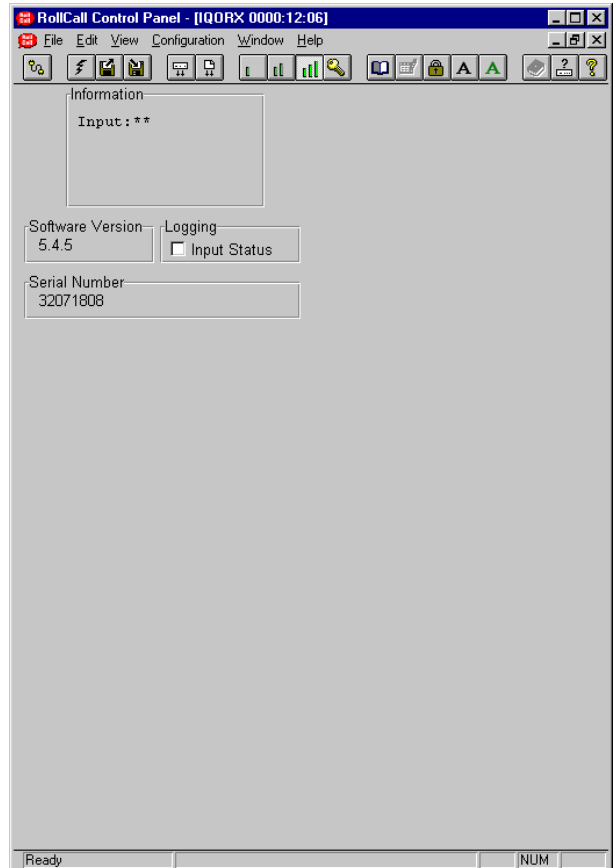 RollCall Control Panel - [IQORX 0000:12:06]
File Edit View Configuration Window Help
A A ? ?
Information
Input:**
Software Version
5.4.5
Logging
Input Status
Serial Number
32071808
Ready NUM